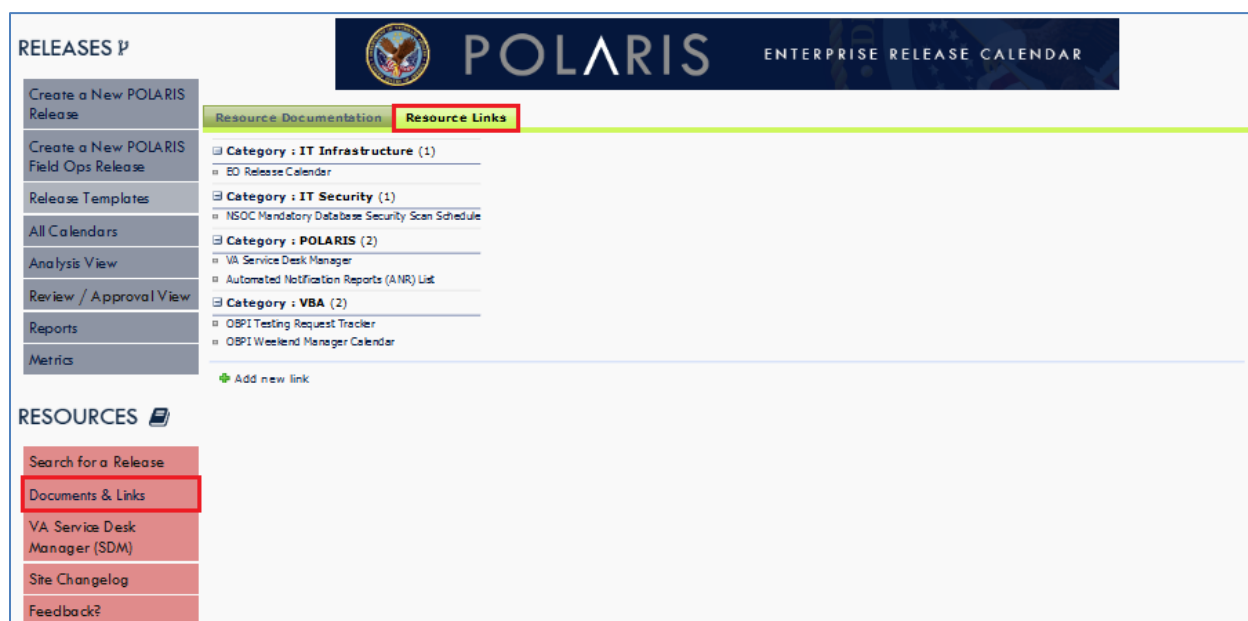 RELEASES
Create a New POLARIS
Release
Create a New POLARIS
Field Ops Release
Release Templates
All Calendars
Analysis View
Review / Approval View
Reports
Metrics
RESOURCES
Search for a Release
Documents & Links
VA Service Desk
Manager (SDM)
Site Changelog
Feedback?
POLARIS ENTERPRISE RELEASE CALENDAR
Resource Documentation Resource Links
Category : IT Infrastructure (1)
EO Release Calendar
Category : IT Security (1)
NSOC Mandatory Database Security Scan Schedule
Category : POLARIS (2)
VA Service Desk Manager
Automated Notification Reports (ANR) List
Category : VBA (2)
OBPI Testing Request Tracker
OBPI Weekend Manager Calendar
Add new link